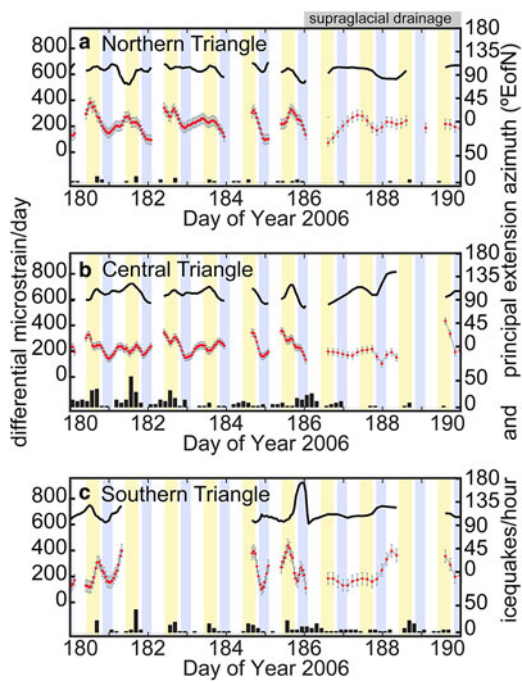 supraglacial drainage
a Northern Triangle
800
600
400
200
0
180
135
90
45
0
50
0
180 182 184 186 188 190
Day of Year 2006
b Central Triangle
800
600
400
200
0
180
135
90
45
0
50
0
180 182 184 186 188 190
Day of Year 2006
c Southern Triangle
800
600
400
200
0
180
135
90
45
0
50
0
180 182 184 186 188 190
Day of Year 2006
differential microstrain/day
principal extension azimuth (ºEofN)
and
icequakes/hour